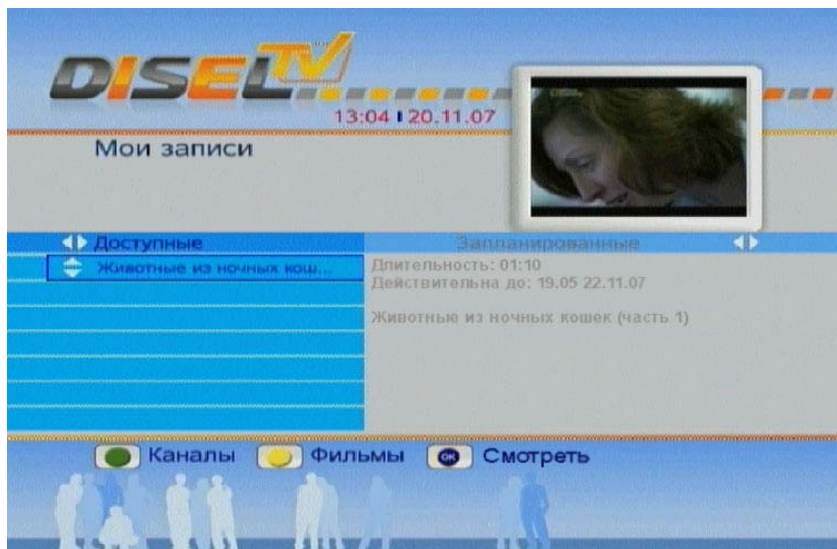 DISEL TV
13:04 20.11.07
Мои записи
Доступные
Запланированные
Животные из ночных кош...
Длительность: 01:10
Действительна до: 19.05 22.11.07
Животные из ночных кошек (часть 1)
Каналы Фильмы OK Смотреть